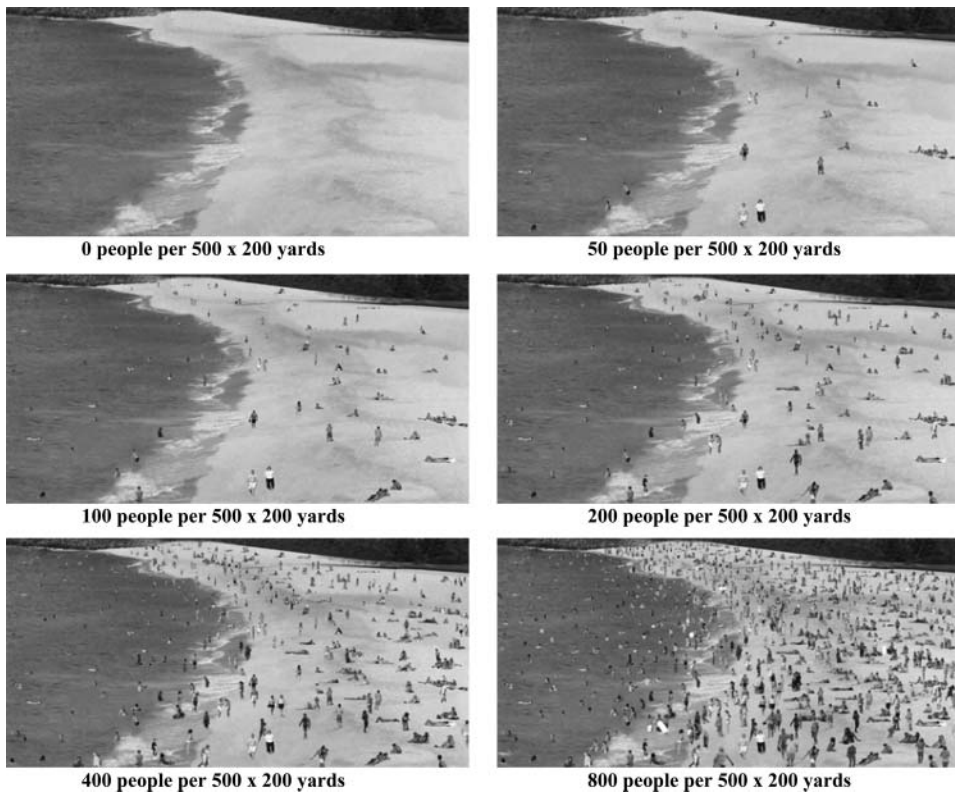 0 people per 500 x 200 yards
50 people per 500 x 200 yards
100 people per 500 x 200 yards
200 people per 500 x 200 yards
400 people per 500 x 200 yards
800 people per 500 x 200 yards